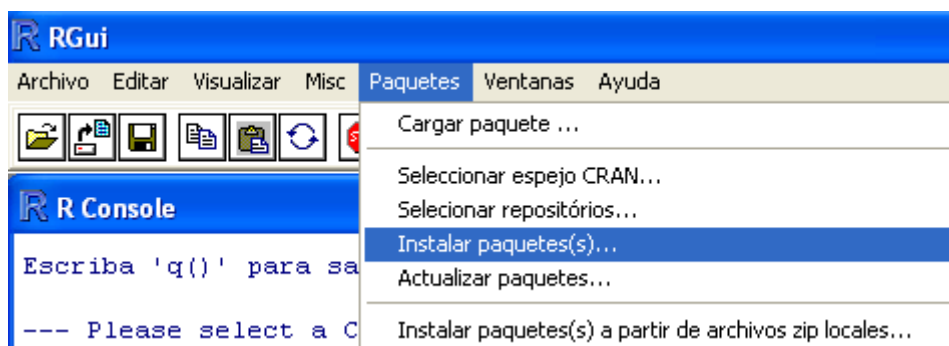 RGui
Archivo Editar Visualizar Misc Paquetes Ventanas Ayuda
Cargar paquete ...
Seleccionar espejo CRAN...
Selecionar repositórios...
Instalar paquetes(s)...
Actualizar paquetes...
Instalar paquetes(s) a partir de archivos zip locales...
R Console
Escriba 'q()' para sa
--- Please select a C